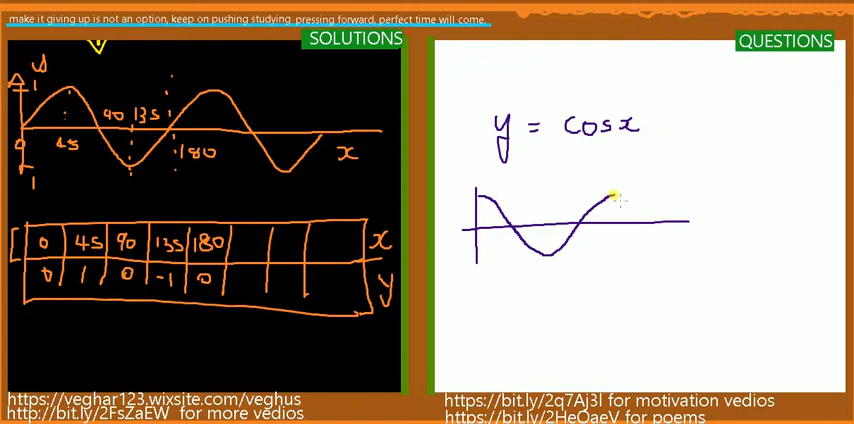 make it giving up is not an option, keep on pushing studying pressing forward, perfect time will come.
SOLUTIONS
QUESTIONS
y
1
90 135
0
45
180
x
1
y = cosx
0 45 90 135 180 x
0 1 0 -1 0 y
https://veghar123.wixsite.com/veghus
http://bit.ly/2FsZaEW for more vedios
https://bit.ly/2q7Aj3l for motivation vedios
https://bit.ly/2HeOaeV for poems